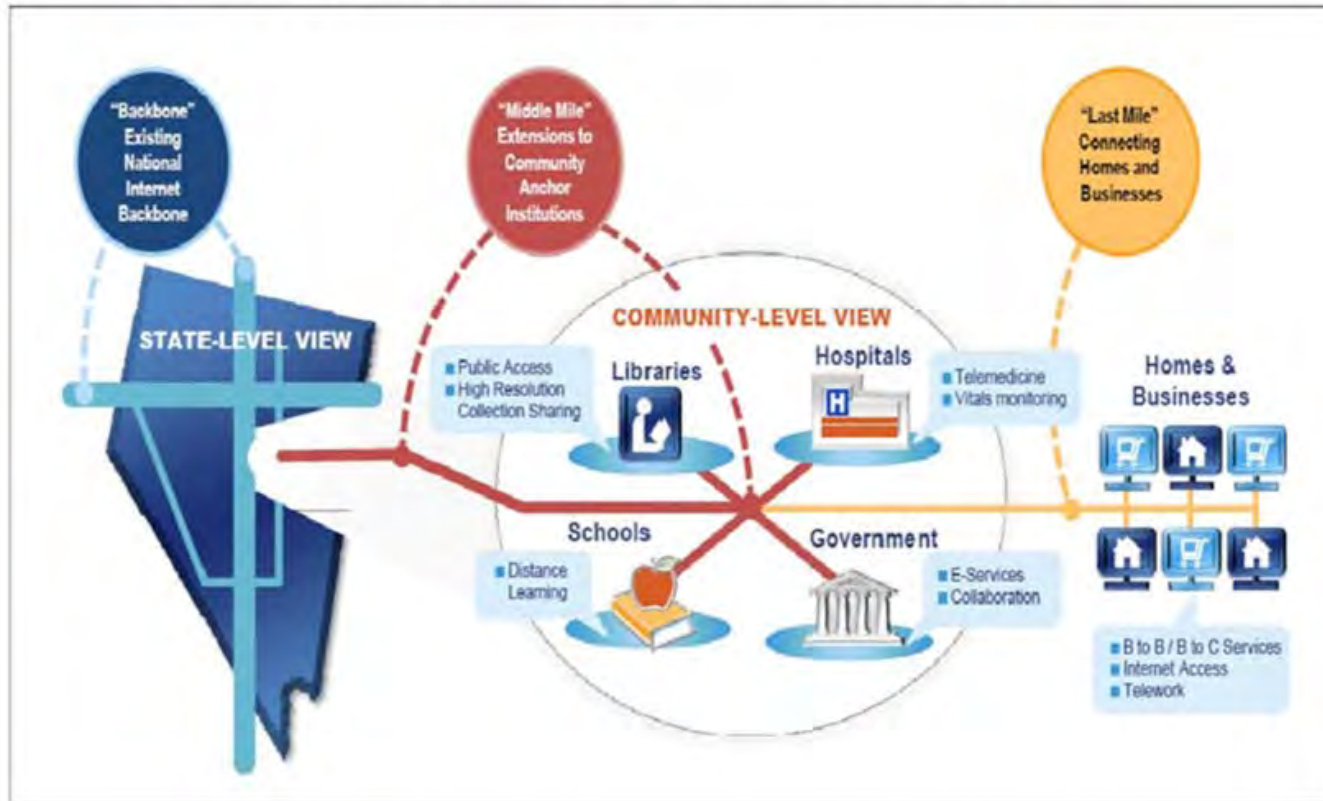 "Backbone"
Existing
National
Internet
Backbone
"Middle Mile"
Extensions to
Community
Anchor
Institutions
"Last Mile"
Connecting
Homes and
Businesses
STATE-LEVEL VIEW
COMMUNITY-LEVEL VIEW
Public Access
High Resolution
Collection Sharing
Libraries
Hospitals
H
Telemedicine
Vitals monitoring
Homes &
Businesses
Schools
Distance
Learning
Government
E-Services
Collaboration
B to B / B to C Services
Internet Access
Telework